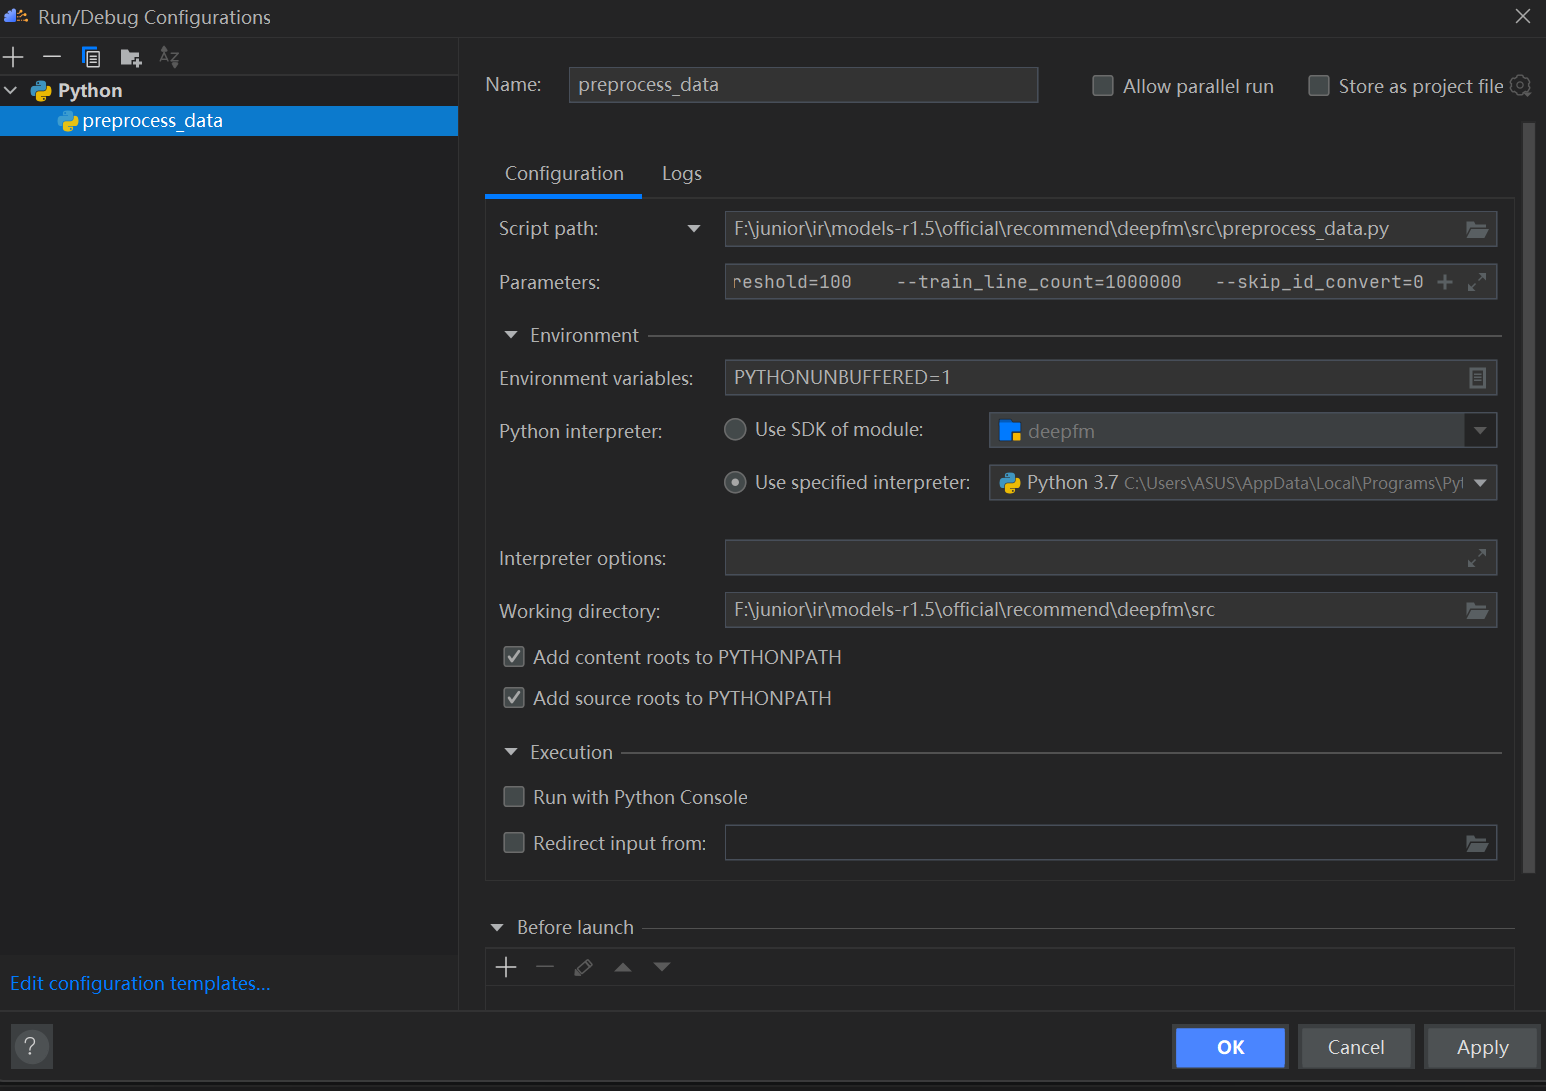 Run/Debug Configurations
Python
preprocess_data
Name: preprocess_data Allow parallel run Store as project file
Configuration Logs
Script path: F:\junior\ir\models-r1.5\official\recommend\deepfm\src\preprocess_data.py
Parameters: reshold=100 --train_line_count=1000000 --skip_id_convert=0
Environment
Environment variables: PYTHONUNBUFFERED=1
Python interpreter: Use SDK of module: deepfm
Use specified interpreter: Python 3.7 C:\Users\ASUS\AppData\Local\Programs\Pyt
Interpreter options:
Working directory: F:\junior\ir\models-r1.5\official\recommend\deepfm\src
Add content roots to PYTHONPATH
Add source roots to PYTHONPATH
Execution
Run with Python Console
Redirect input from:
Before launch
Edit configuration templates...
? OK Cancel Apply